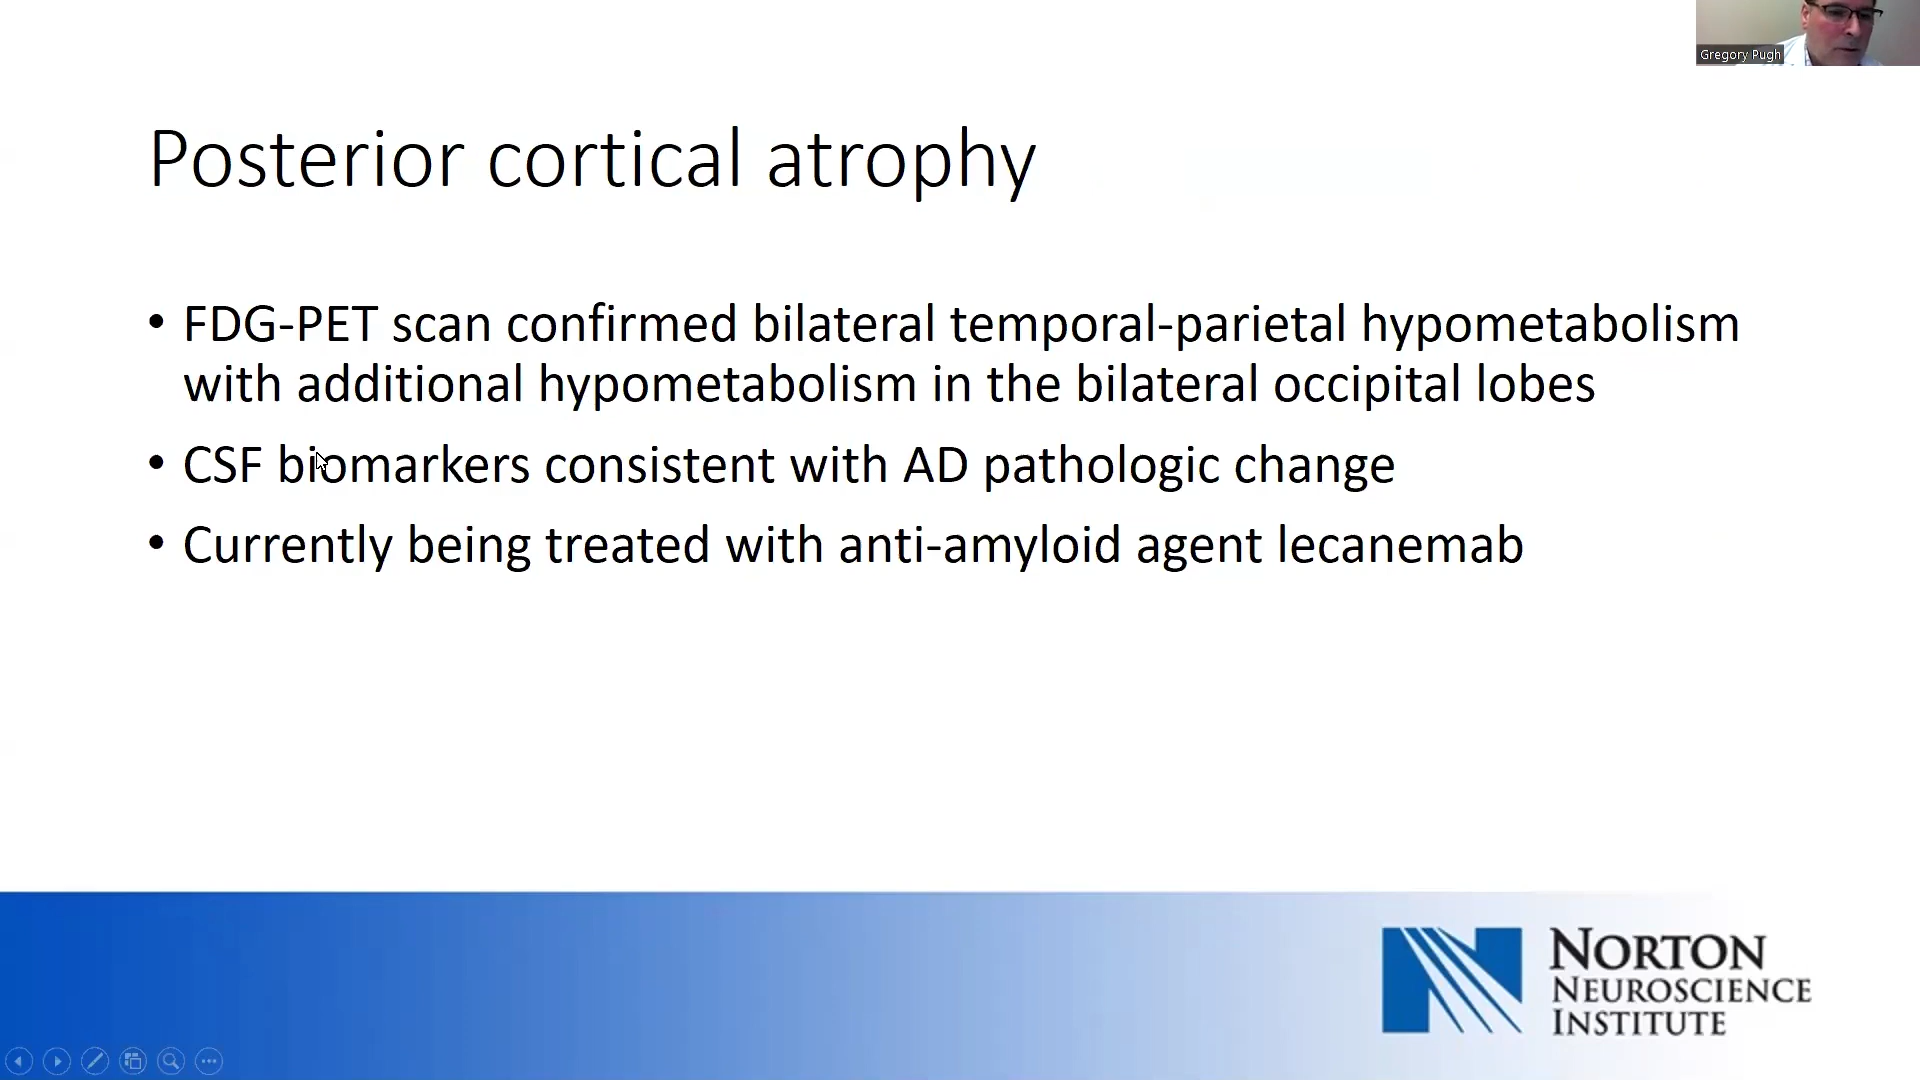 Gregory Pugh
Posterior cortical atrophy
• FDG-PET scan confirmed bilateral temporal-parietal hypometabolism
with additional hypometabolism in the bilateral occipital lobes
• CSF biomarkers consistent with AD pathologic change
• Currently being treated with anti-amyloid agent lecanemab
NORTON
NEUROSCIENCE
INSTITUTE